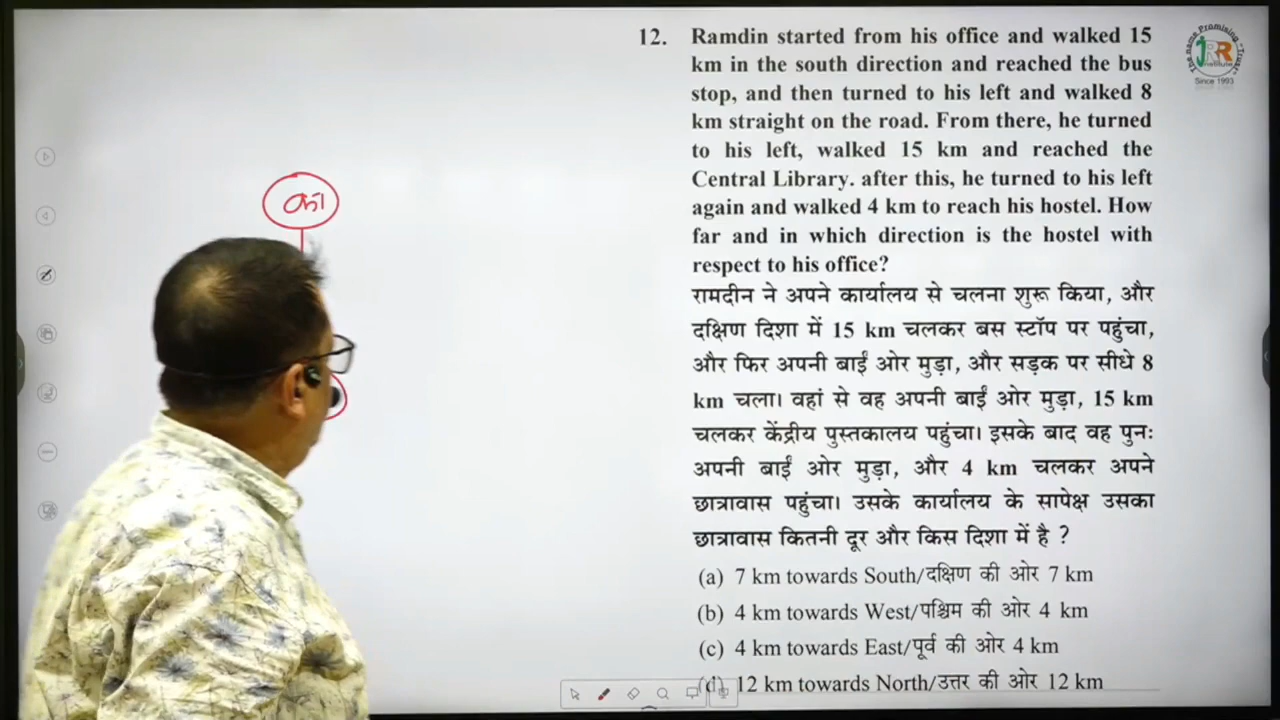 12. Ramdin started from his office and walked 15
km in the south direction and reached the bus
stop, and then turned to his left and walked 8
km straight on the road. From there, he turned
to his left, walked 15 km and reached the
Central Library. after this, he turned to his left
again and walked 4 km to reach his hostel. How
far and in which direction is the hostel with
respect to his office?
रामदीन ने अपने कार्यालय से चलना शुरू किया, और
दक्षिण दिशा में 15 km चलकर बस स्टॉप पर पहुंचा,
और फिर अपनी बाईं ओर मुड़ा, और सड़क पर सीधे 8
km चला। वहां से वह अपनी बाईं ओर मुड़ा, 15 km
चलकर केंद्रीय पुस्तकालय पहुंचा। इसके बाद वह पुनः
अपनी बाईं ओर मुड़ा, और 4 km चलकर अपने
छात्रावास पहुंचा। उसके कार्यालय के सापेक्ष उसका
छात्रावास कितनी दूर और किस दिशा में है ?
(a) 7 km towards South/दक्षिण की ओर 7 km
(b) 4 km towards West/पश्चिम की ओर 4 km
(c) 4 km towards East/पूर्व की ओर 4 km
(d) 12 km towards North/उत्तर की ओर 12 km
The name Promising "Trust"
JRR
Institute
Since 1993
का